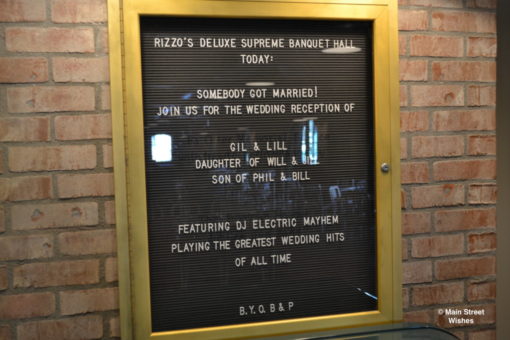 RIZZO'S DELUXE SUPREME BANQUET HALL
TODAY:
SOMEBODY GOT MARRIED!
JOIN US FOR THE WEDDING RECEPTION OF
GIL & LILL
DAUGHTER OF WILL &
SON OF PHIL & BILL
FEATURING DJ ELECTRIC MAYHEM
PLAYING THE GREATEST WEDDING HITS
OF ALL TIME
B.Y.O.B & P
© Main Street
Wishes